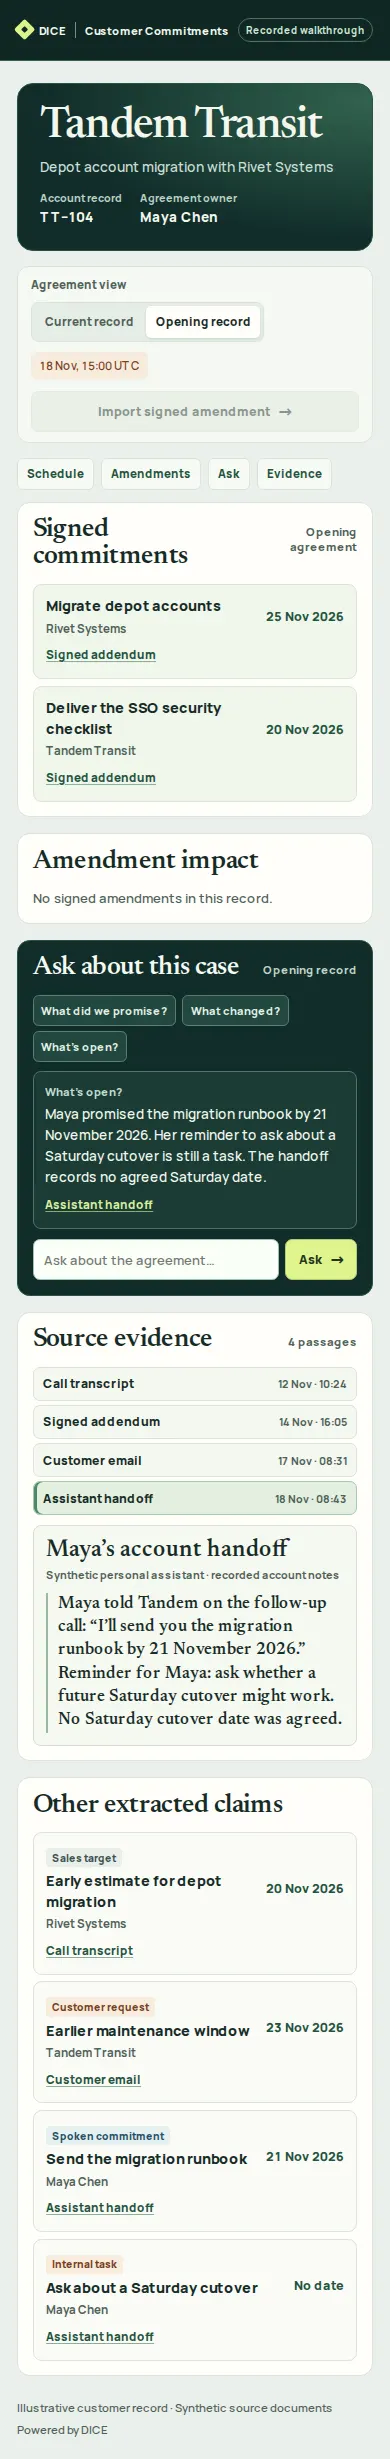 DICE
Customer Commitments
Recorded walkthrough
Tandem Transit
Depot account migration with Rivet Systems
Account record
Agreement owner
TT-104
Maya Chen
Agreement view
Current record
Opening record
18 Nov, 15:00 UTC
Import signed amendment →
Schedule
Amendments
Ask
Evidence
Signed
commitments
Opening
agreement
Migrate depot accounts
Rivet Systems
25 Nov 2026
Signed addendum
Deliver the SSO security
checklist
Tandem Transit
20 Nov 2026
Signed addendum
Amendment impact
No signed amendments in this record.
Ask about this case
Opening record
What did we promise?
What changed?
What's open?
What's open?
Maya promised the migration runbook by 21
November 2026. Her reminder to ask about a
Saturday cutover is still a task. The handoff
records no agreed Saturday date.
Assistant handoff
Ask about the agreement…
Ask →
Source evidence
4 passages
Call transcript
12 Nov · 10:24
Signed addendum
14 Nov · 16:05
Customer email
17 Nov · 08:31
Assistant handoff
18 Nov · 08:43
Maya’s account handoff
Synthetic personal assistant · recorded account notes
Maya told Tandem on the follow-up
call: “I’ll send you the migration
runbook by 21 November 2026.”
Reminder for Maya: ask whether a
future Saturday cutover might work.
No Saturday cutover date was agreed.
Other extracted claims
Sales target
Early estimate for depot
migration
Rivet Systems
20 Nov 2026
Call transcript
Customer request
Earlier maintenance window
Tandem Transit
23 Nov 2026
Customer email
Spoken commitment
Send the migration runbook
Maya Chen
21 Nov 2026
Assistant handoff
Internal task
Ask about a Saturday cutover
Maya Chen
No date
Assistant handoff
Illustrative customer record · Synthetic source documents
Powered by DICE